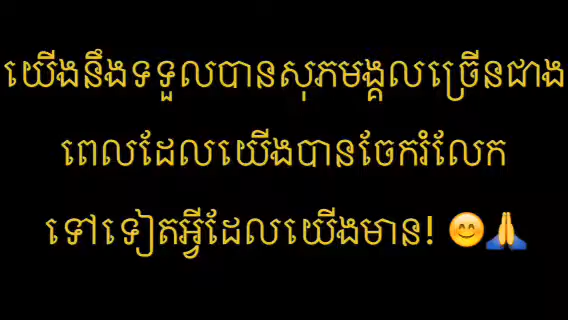 យើងនឹងទទួលបានសុភមង្គលច្រើនជាង
ពេលដែលយើងបានចែករំលែក
ទៅទៀតអ្វីដែលយើងមាន! 😊🙏